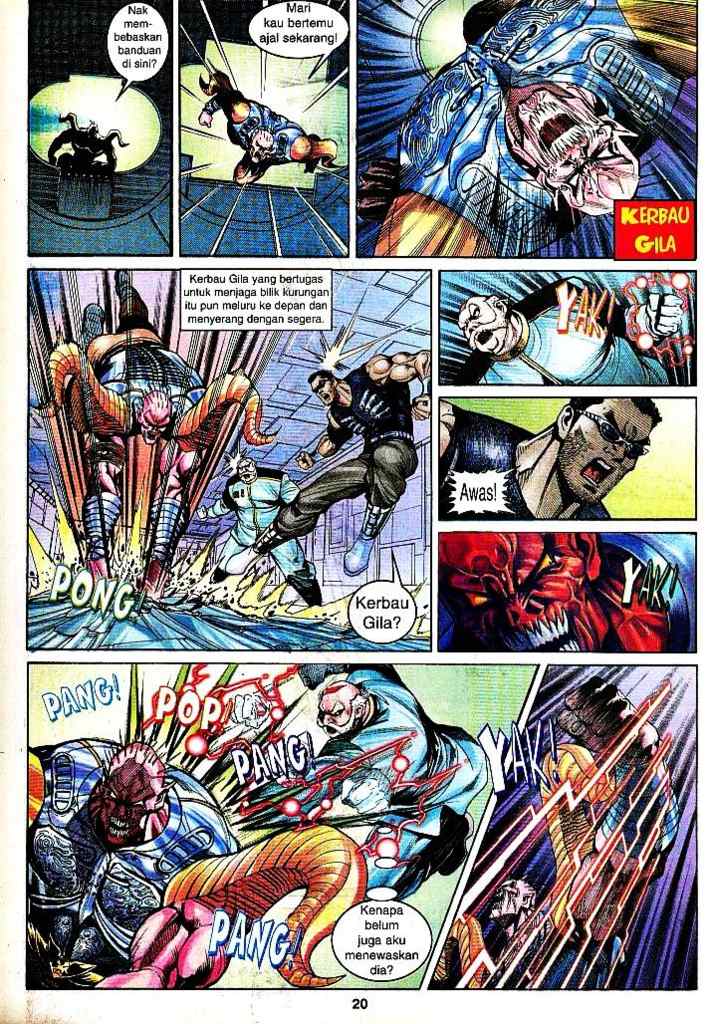 Nak
mem-
bebaskan
banduan
di sini?
Mari
kau bertemu
ajal sekarang!
KERBAU
GILA
Kerbau Gila yang bertugas
untuk menjaga bilik kurungan
itu pun meluru ke depan dan
menyerang dengan segera.
PONG!
Kerbau
Gila?
YAK!
Awas!
YAK!
PANG!
POP
PANG!
PANG!
Kenapa
belum
juga aku
menewaskan
dia?
YAK!
20